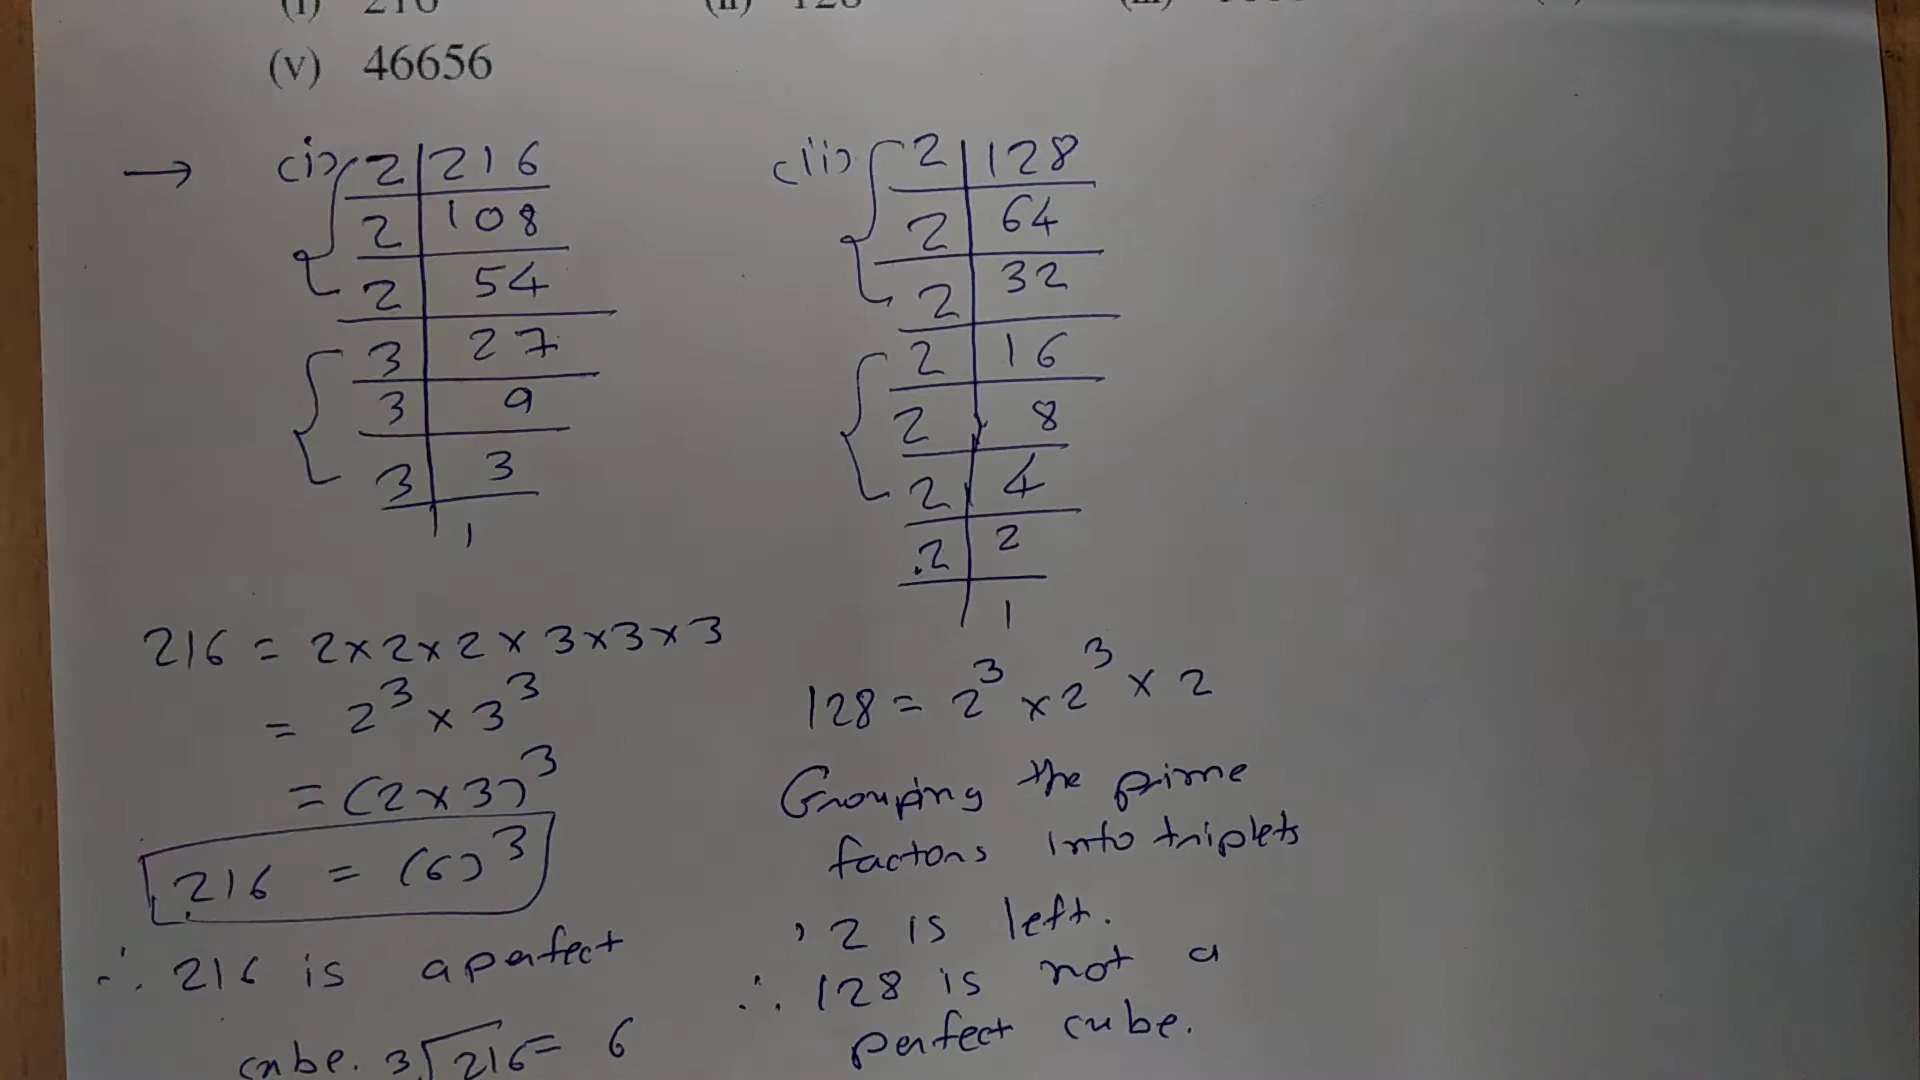 (v) 46656
→ (i) 2 | 216
2 | 108
2 | 54
3 | 27
3 | 9
3 | 3
1
216 = 2×2×2×3×3×3
= 2³ × 3³
= (2×3)³
216 = (6)³
∴ 216 is a perfect
cube. 3√216 = 6
(ii) 2 | 128
2 | 64
2 | 32
2 | 16
2 | 8
2 | 4
2 | 2
1
128 = 2³ × 2³ × 2
Grouping the prime
factors into triplets
, 2 is left.
∴ 128 is not a
perfect cube.